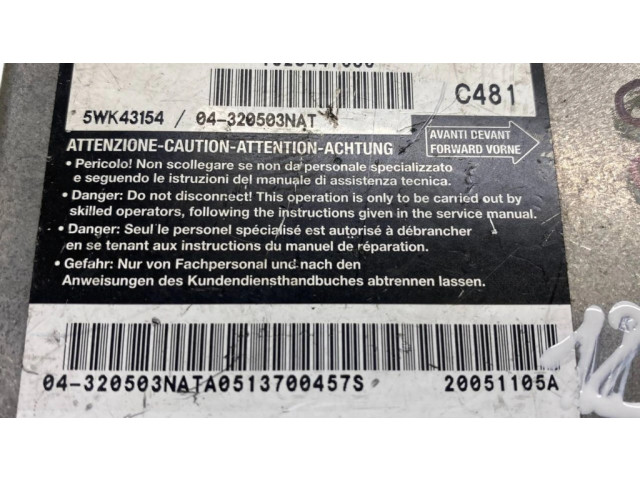 C481
5WK43154 / 04-320503NAT
ATTENZIONE-CAUTION-ATTENTION-ACHTUNG
AVANTI DEVANT
FORWARD VORNE
• Pericolo! Non scollegare se non da personale specializzato
e seguendo le istruzioni del manuale di assistenza tecnica.
• Danger: Do not disconnect! This operation is only to be carried out by
skilled operators, following the instructions given in the service manual.
• Danger: Seul le personel spécialisé est autorisé à débrancher
en se tenant aux instructions du manuel de réparation.
• Gefahr: Nur von Fachpersonal und nach den
Anweisungen des Kundendiensthandbuches abtrennen lassen.
04-320503NATA0513700457S
20051105A